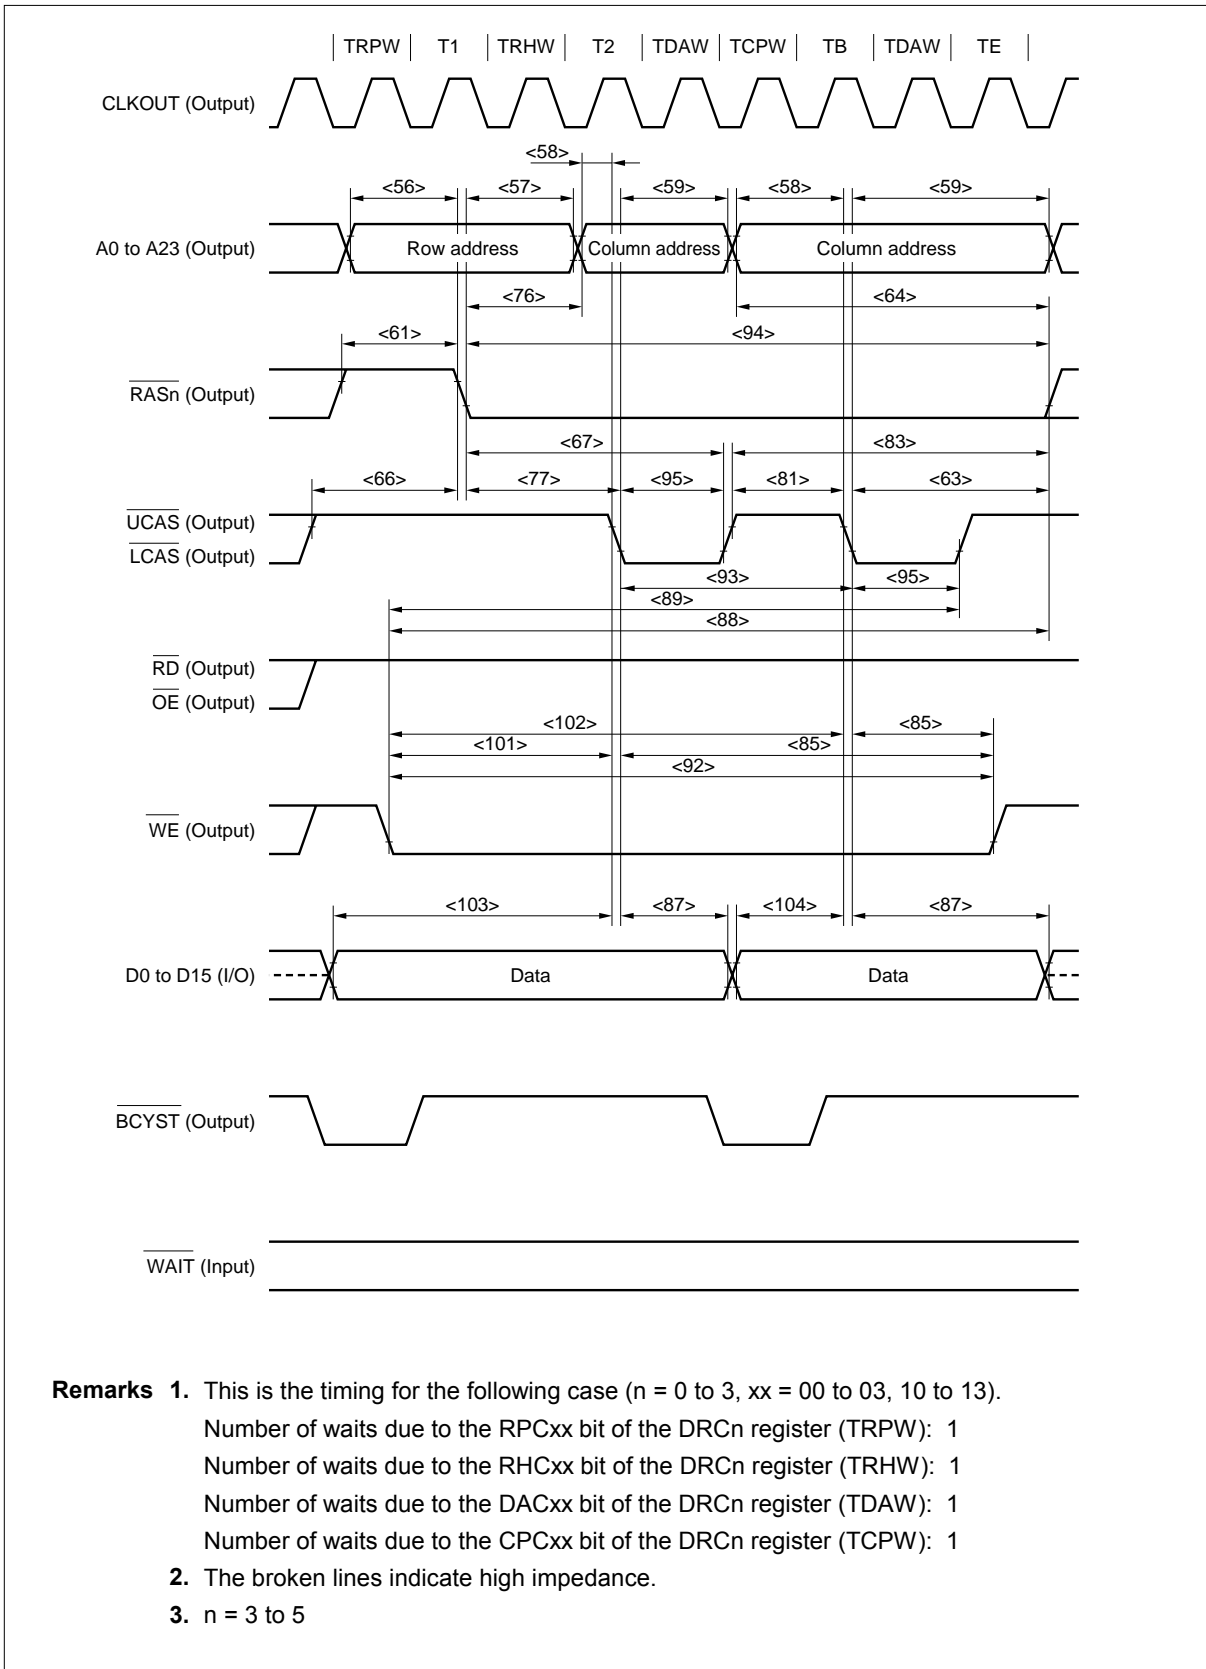 TRPW T1 TRHW T2 TDAW TCPW TB TDAW TE
CLKOUT (Output)
<58>
<56> <57> <59> <58> <59>
A0 to A23 (Output) Row address Column address Column address
<76> <64>
<61> <94>
RASn (Output)
<67> <83>
<66> <77> <95> <81> <63>
UCAS (Output)
LCAS (Output)
<93> <95>
<89>
<88>
RD (Output)
OE (Output)
<102> <85>
<101> <85>
<92>
WE (Output)
<103> <87> <104> <87>
D0 to D15 (I/O) Data Data
BCYST (Output)
WAIT (Input)
Remarks 1. This is the timing for the following case (n = 0 to 3, xx = 00 to 03, 10 to 13).
Number of waits due to the RPCxx bit of the DRCn register (TRPW): 1
Number of waits due to the RHCxx bit of the DRCn register (TRHW): 1
Number of waits due to the DACxx bit of the DRCn register (TDAW): 1
Number of waits due to the CPCxx bit of the DRCn register (TCPW): 1
2. The broken lines indicate high impedance.
3. n = 3 to 5